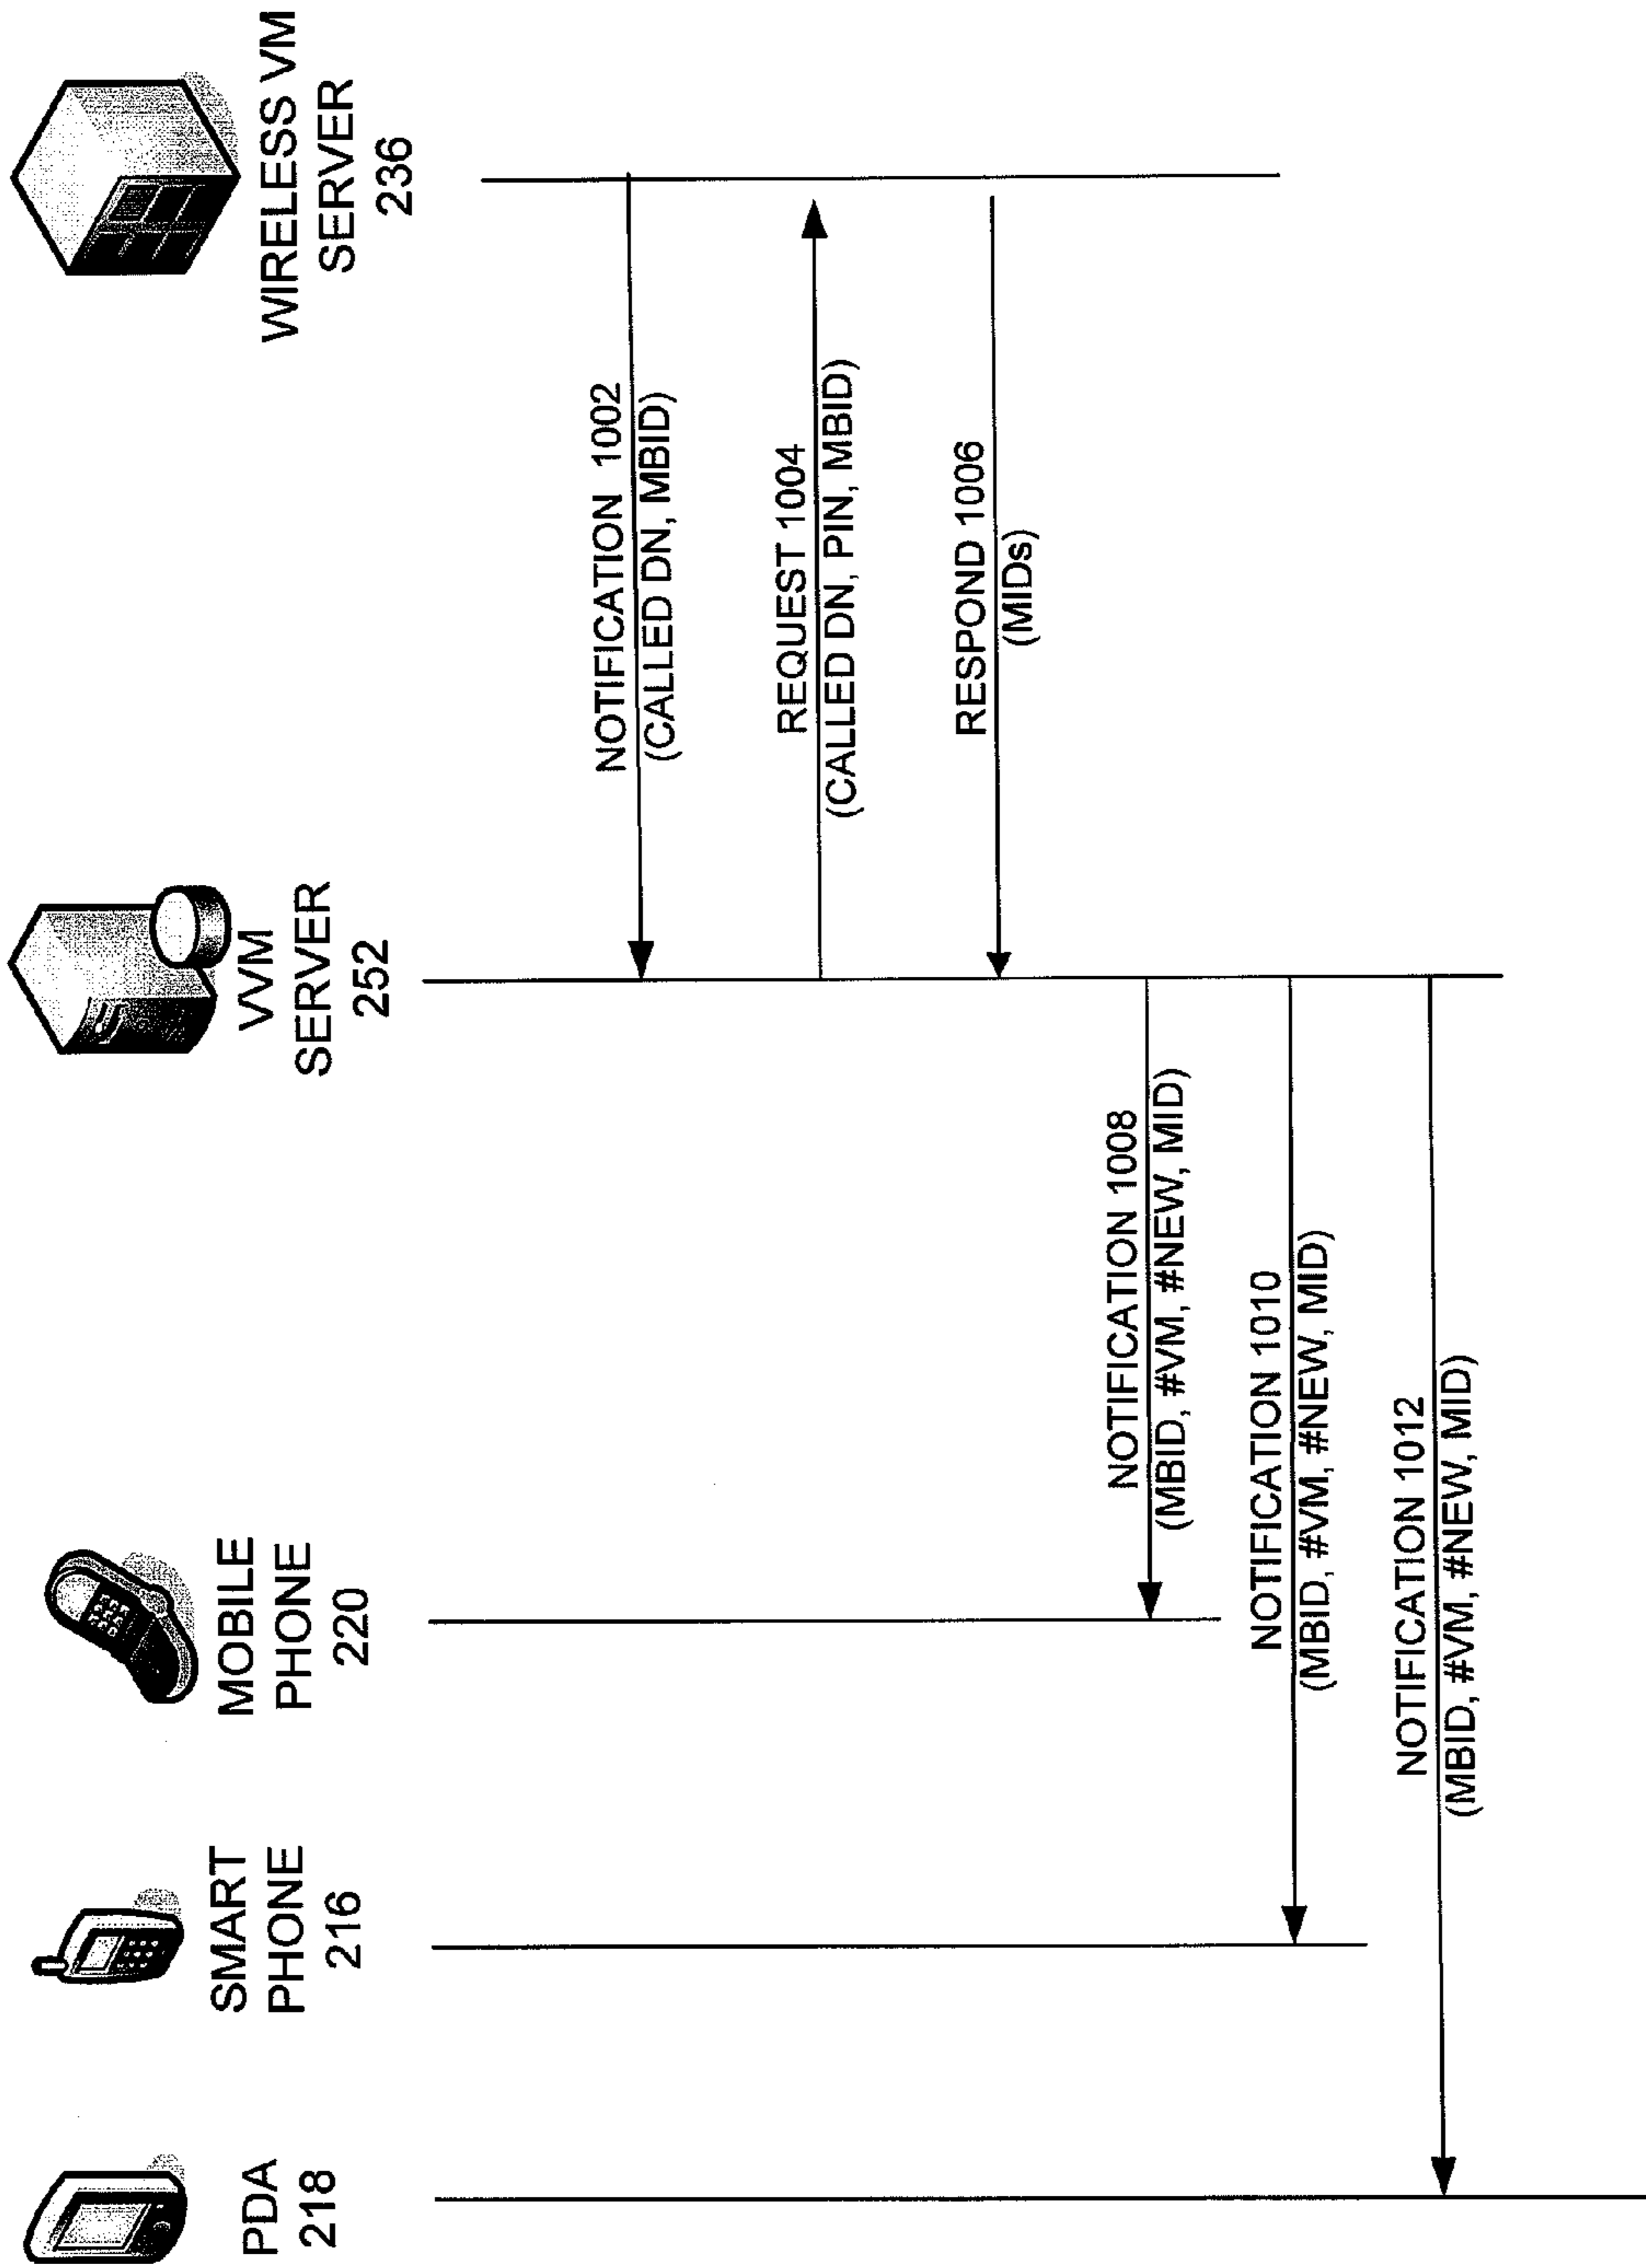 PDA
218
SMART
PHONE
216
MOBILE
PHONE
220
VVM
SERVER
252
WIRELESS VM
SERVER
236
NOTIFICATION 1002
(CALLED DN, MBID)
REQUEST 1004
(CALLED DN, PIN, MBID)
RESPOND 1006
(MIDs)
NOTIFICATION 1008
(MBID, #VM, #NEW, MID)
NOTIFICATION 1010
(MBID, #VM, #NEW, MID)
NOTIFICATION 1012
(MBID, #VM, #NEW, MID)